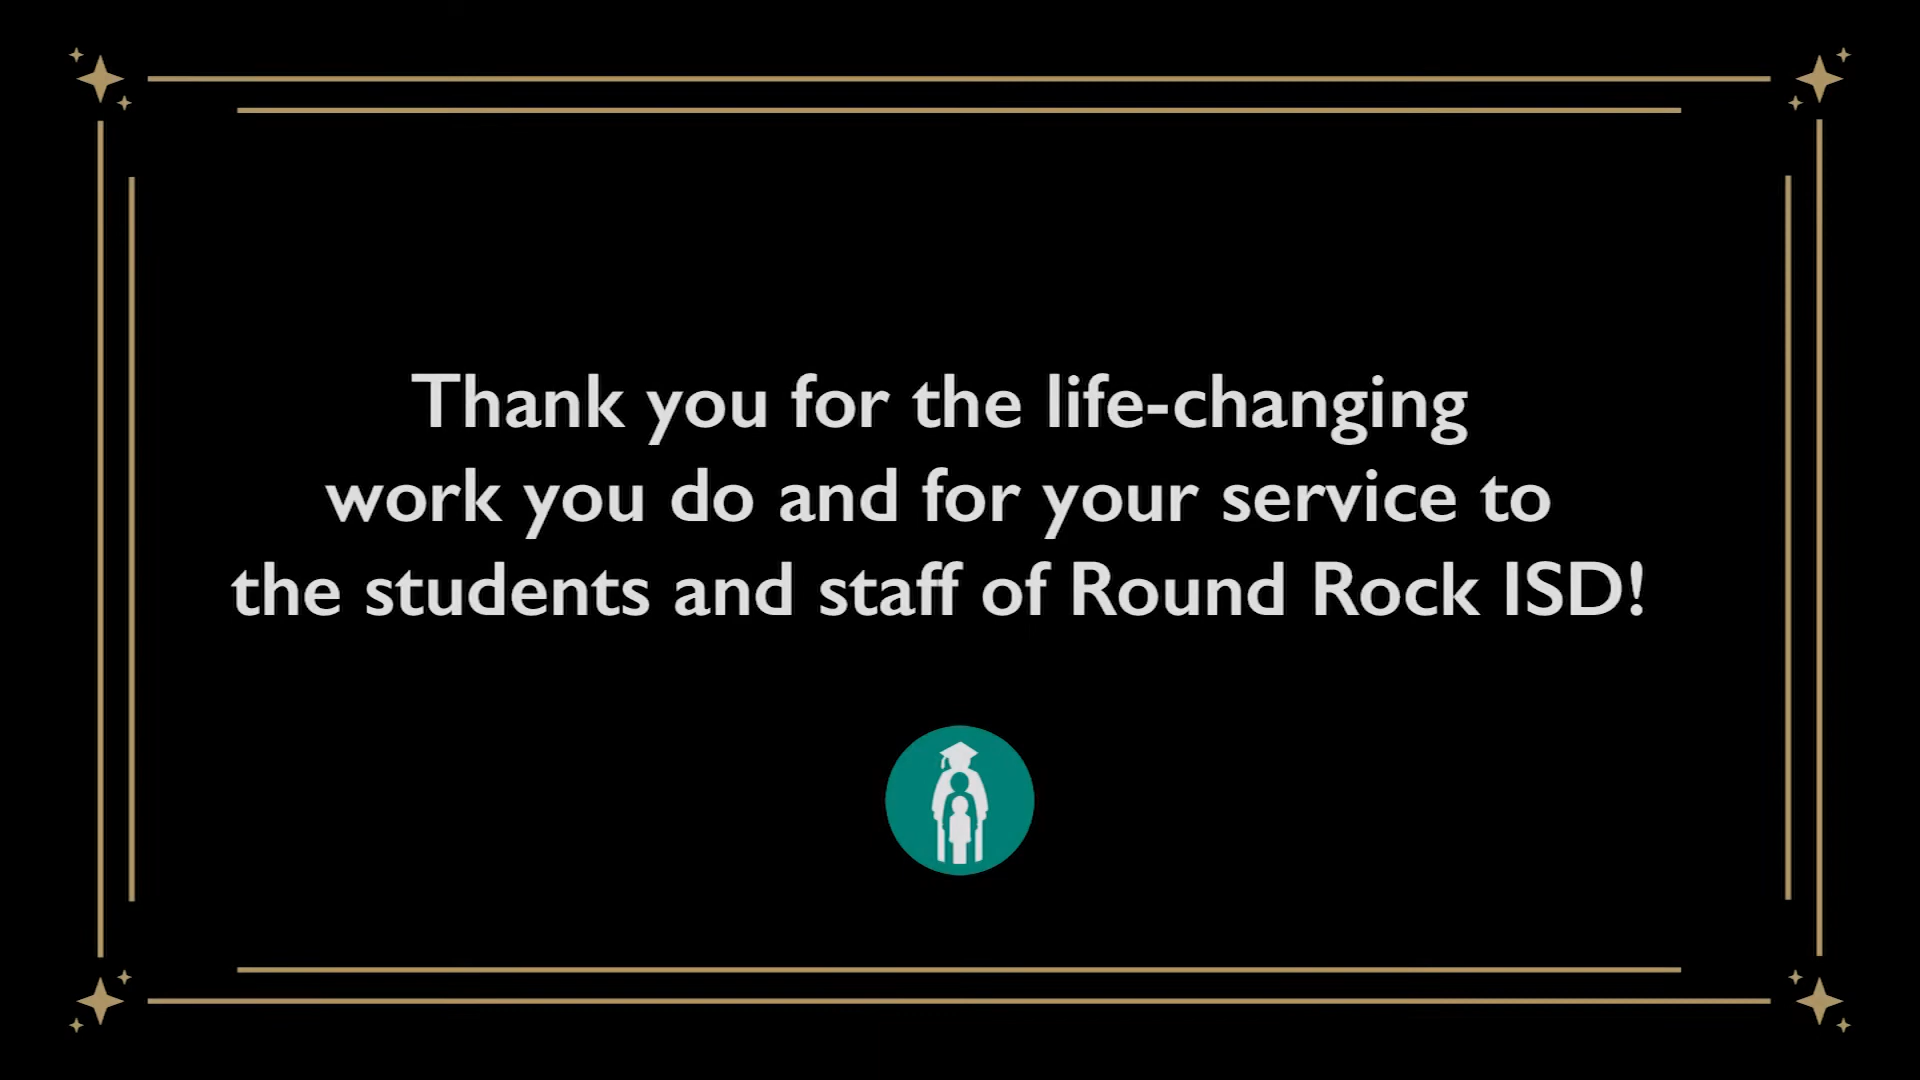 Thank you for the life-changing
work you do and for your service to
the students and staff of Round Rock ISD!